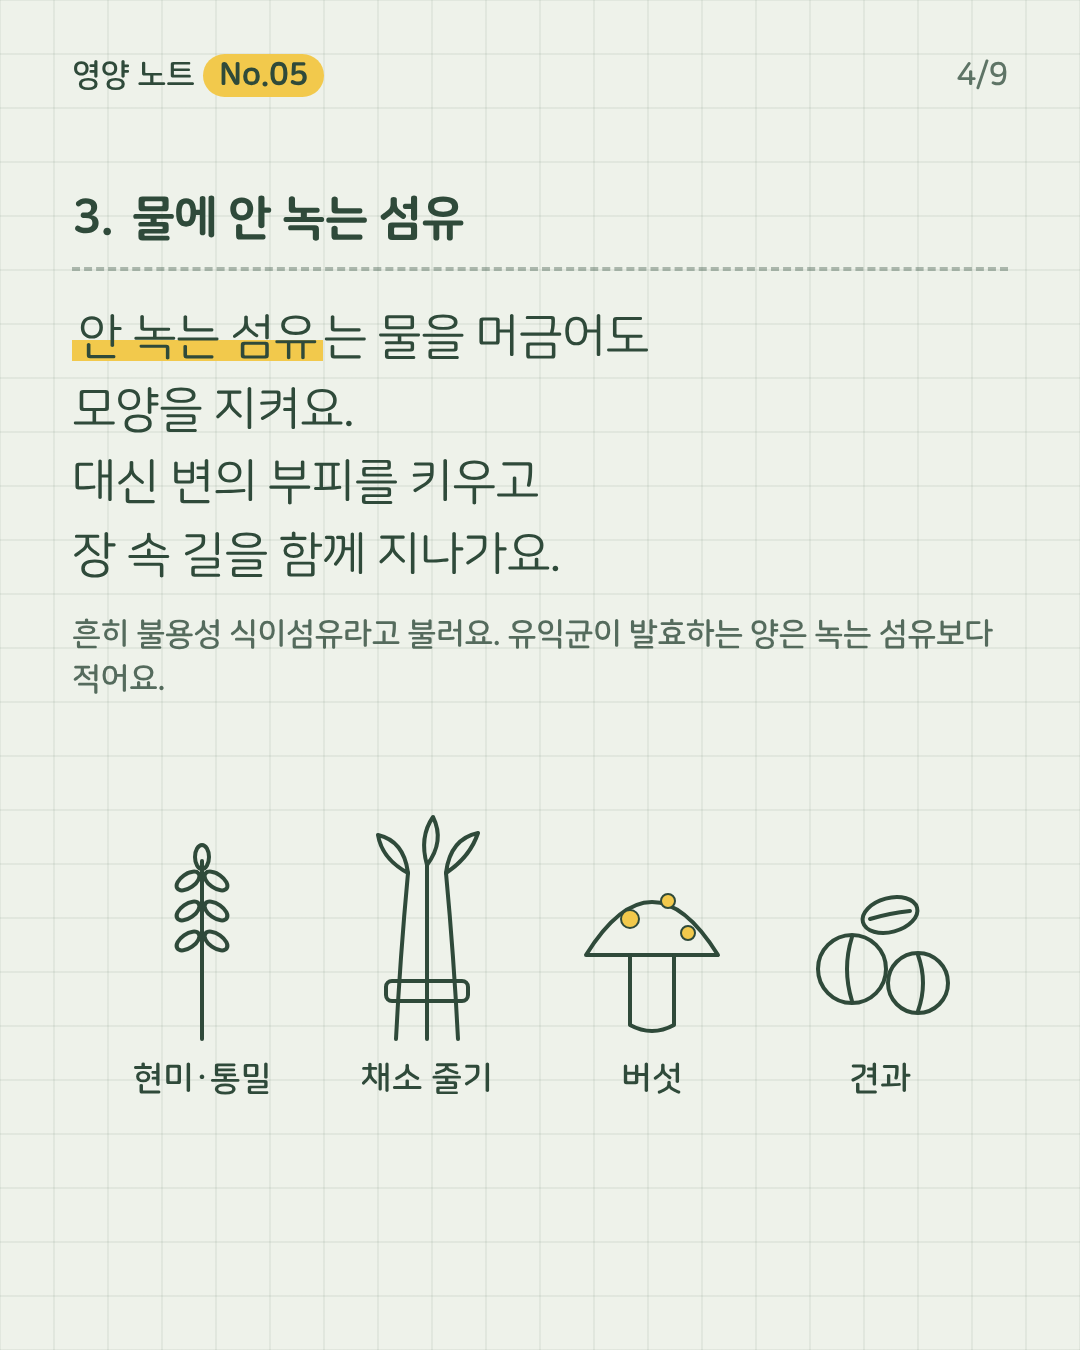 영양 노트 No.05
4/9
3. 물에 안 녹는 섬유
안 녹는 섬유는 물을 머금어도
모양을 지켜요.
대신 변의 부피를 키우고
장 속 길을 함께 지나가요.
흔히 불용성 식이섬유라고 불러요. 유익균이 발효하는 양은 녹는 섬유보다
적어요.
현미·통밀
채소 줄기
버섯
견과